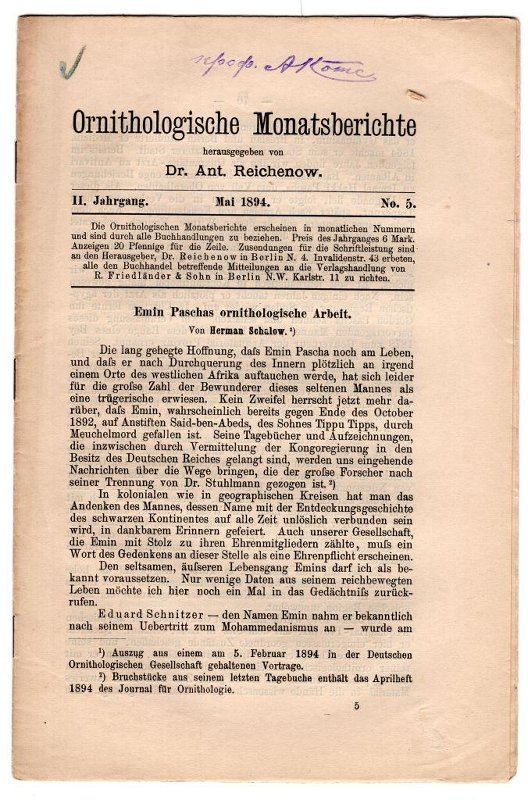 проф. АКотс
Ornithologische Monatsberichte
herausgegeben von
Dr. Ant. Reichenow.
II. Jahrgang. Mai 1894. No. 5.
Die Ornithologischen Monatsberichte erscheinen in monatlichen Nummern
und sind durch alle Buchhandlungen zu beziehen. Preis des Jahrganges 6 Mark.
Anzeigen 20 Pfennige für die Zeile. Zusendungen für die Schriftleistung sind
an den Herausgeber, Dr. Reichenow in Berlin N. 4. Invalidenstr. 43 erbeten,
alle den Buchhandel betreffende Mitteilungen an die Verlagshandlung von
R. Friedländer & Sohn in Berlin N.W. Karlstr. 11 zu richten.
Emin Paschas ornithologische Arbeit.
Von Herman Schalow.¹)
Die lang gehegte Hoffnung, daſs Emin Pascha noch am Leben,
und daſs er nach Durchquerung des Innern plötzlich an irgend
einem Orte des westlichen Afrika auftauchen werde, hat sich leider
für die groſse Zahl der Bewunderer dieses seltenen Mannes als
eine trügerische erwiesen. Kein Zweifel herrscht jetzt mehr da-
rüber, daſs Emin, wahrscheinlich bereits gegen Ende des October
1892, auf Anstiften Said-ben-Abeds, des Sohnes Tippu Tipps, durch
Meuchelmord gefallen ist. Seine Tagebücher und Aufzeichnungen,
die inzwischen durch Vermittelung der Kongoregierung in den
Besitz des Deutschen Reiches gelangt sind, werden uns eingehende
Nachrichten über die Wege bringen, die der groſse Forscher nach
seiner Trennung von Dr. Stuhlmann gezogen ist.²)
In kolonialen wie in geographischen Kreisen hat man das
Andenken des Mannes, dessen Name mit der Entdeckungsgeschichte
des schwarzen Kontinentes auf alle Zeit unlöslich verbunden sein
wird, in dankbarem Erinnern gefeiert. Auch unserer Gesellschaft,
die Emin mit Stolz zu ihren Ehrenmitgliedern zählte, muſs ein
Wort des Gedenkens an dieser Stelle als eine Ehrenpflicht erscheinen.
Den seltsamen, äuſseren Lebensgang Emins darf ich als be-
kannt voraussetzen. Nur wenige Daten aus seinem reichbewegten
Leben möchte ich hier noch ein Mal in das Gedächtniſs zurück-
rufen.
Eduard Schnitzer — den Namen Emin nahm er bekanntlich
nach seinem Uebertritt zum Mohammedanismus an — wurde am
¹) Auszug aus einem am 5. Februar 1894 in der Deutschen
Ornithologischen Gesellschaft gehaltenen Vortrage.
²) Bruchstücke aus seinem letzten Tagebuche enthält das Aprilheft
1894 des Journal für Ornithologie.
5